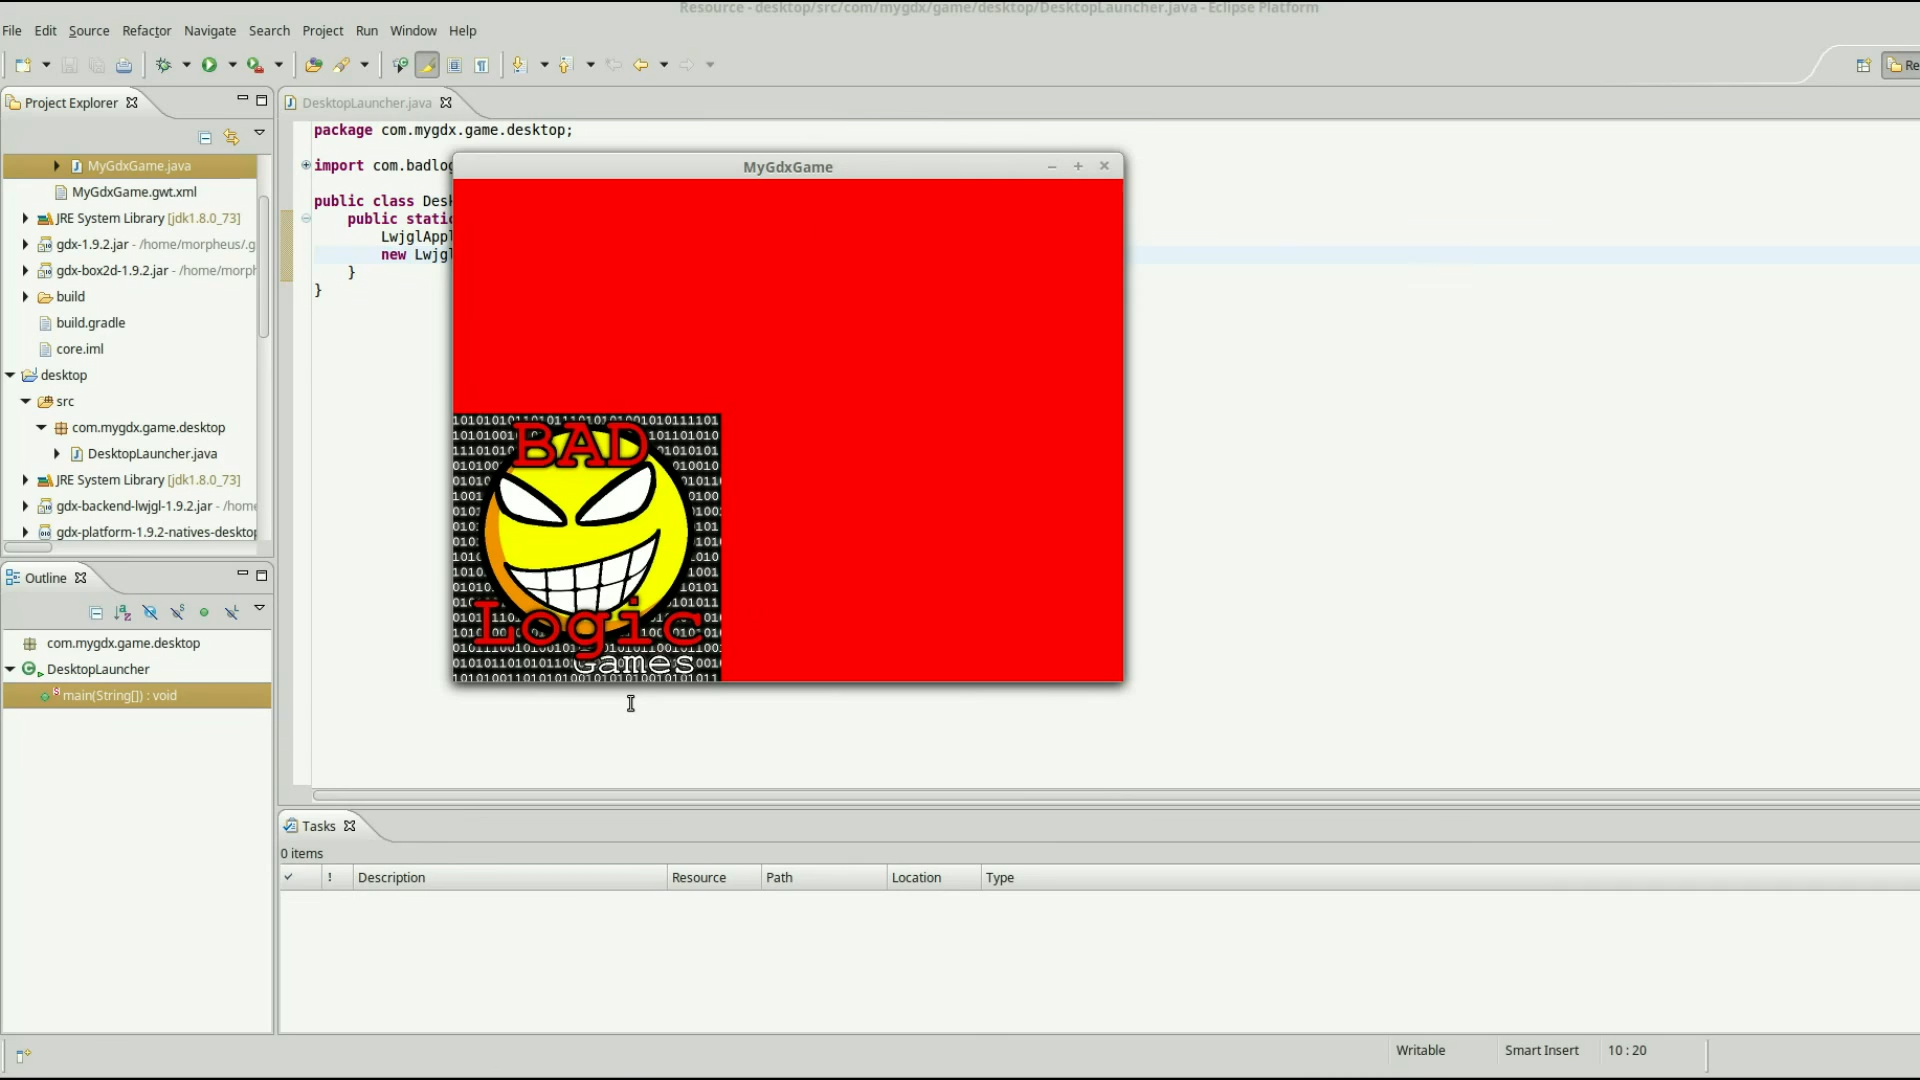 Resource - desktop/src/com/mygdx/game/desktop/DesktopLauncher.java - Eclipse Platform
File Edit Source Refactor Navigate Search Project Run Window Help
Re
Project Explorer
MyGdxGame.java
MyGdxGame.gwt.xml
JRE System Library [jdk1.8.0_73]
gdx-1.9.2.jar - /home/morpheus/.g
gdx-box2d-1.9.2.jar - /home/morph
build
build.gradle
core.iml
desktop
src
com.mygdx.game.desktop
DesktopLauncher.java
JRE System Library [jdk1.8.0_73]
gdx-backend-lwjgl-1.9.2.jar - /home
gdx-platform-1.9.2-natives-desktop
DesktopLauncher.java
package com.mygdx.game.desktop;
import com.badlog
public class Desk
public static
LwjglAppl
new Lwjgl
}
}
MyGdxGame
BAD
Logic
Games
Outline
com.mygdx.game.desktop
DesktopLauncher
main(String[]) : void
Tasks
0 items
! Description Resource Path Location Type
Writable Smart Insert 10 : 20